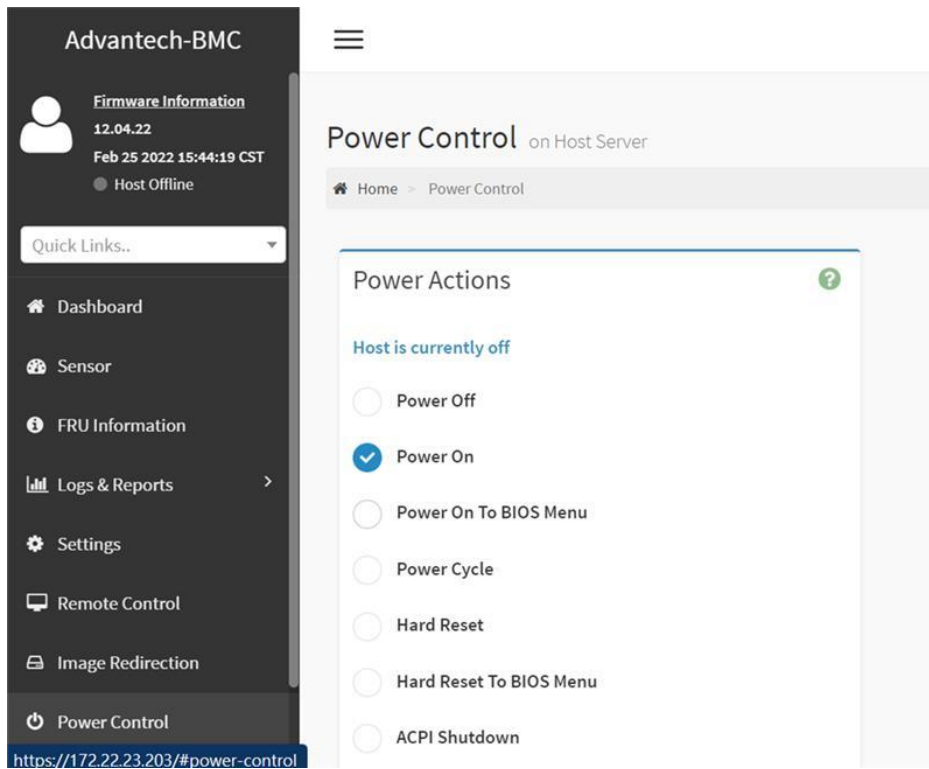 Advantech-BMC
Firmware Information
12.04.22
Feb 25 2022 15:44:19 CST
Host Offline
Quick Links..
Dashboard
Sensor
FRU Information
Logs & Reports
Settings
Remote Control
Image Redirection
Power Control
https://172.22.23.203/#power-control
Power Control on Host Server
Home > Power Control
Power Actions
Host is currently off
Power Off
Power On
Power On To BIOS Menu
Power Cycle
Hard Reset
Hard Reset To BIOS Menu
ACPI Shutdown